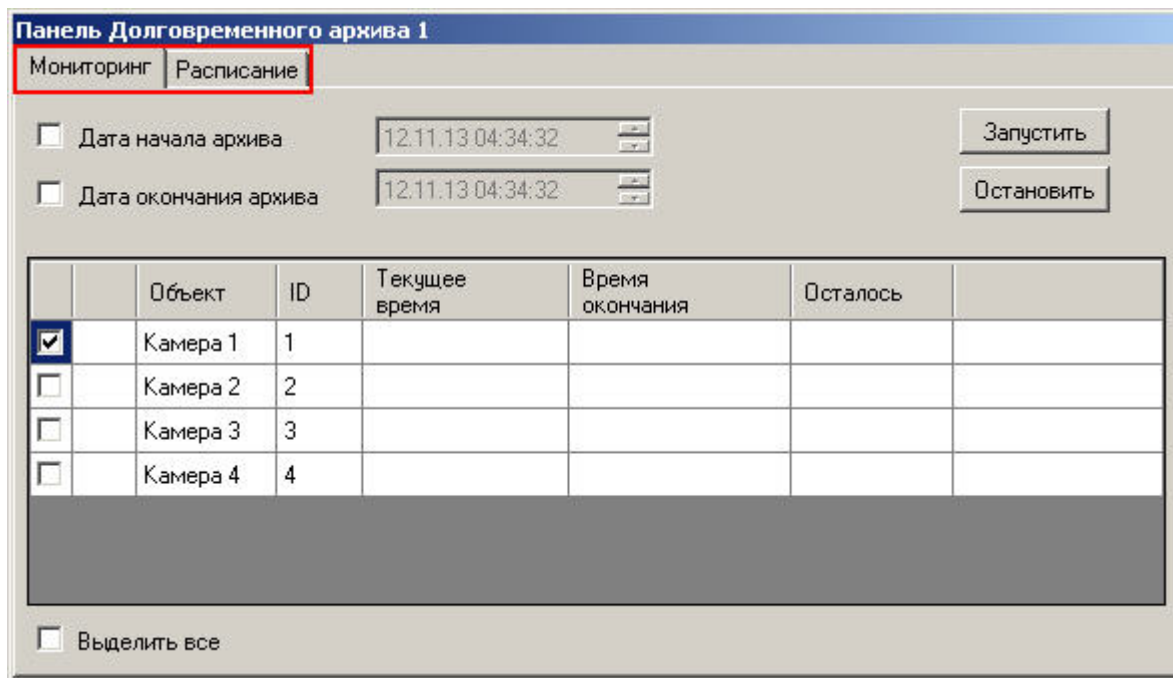 Панель Долговременного архива 1
Мониторинг Расписание
Дата начала архива 12.11.13 04:34:32 Запустить
Дата окончания архива 12.11.13 04:34:32 Остановить
Объект ID Текущее время Время окончания Осталось
Камера 1 1
Камера 2 2
Камера 3 3
Камера 4 4
Выделить все